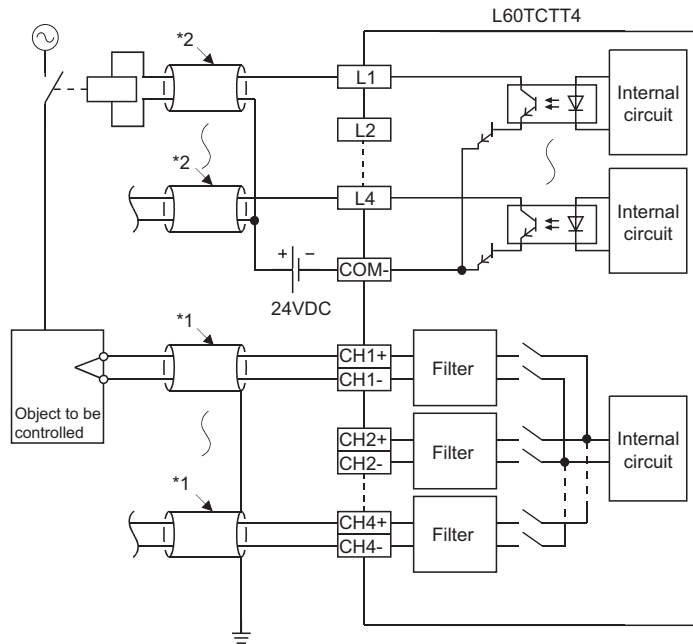 L60TCTT4
*2
L1
Internal
circuit
L2
*2
L4
Internal
circuit
+
−
COM-
24VDC
*1
CH1+
CH1-
Filter
Object to be
controlled
CH2+
CH2-
Filter
Internal
circuit
*1
CH4+
CH4-
Filter